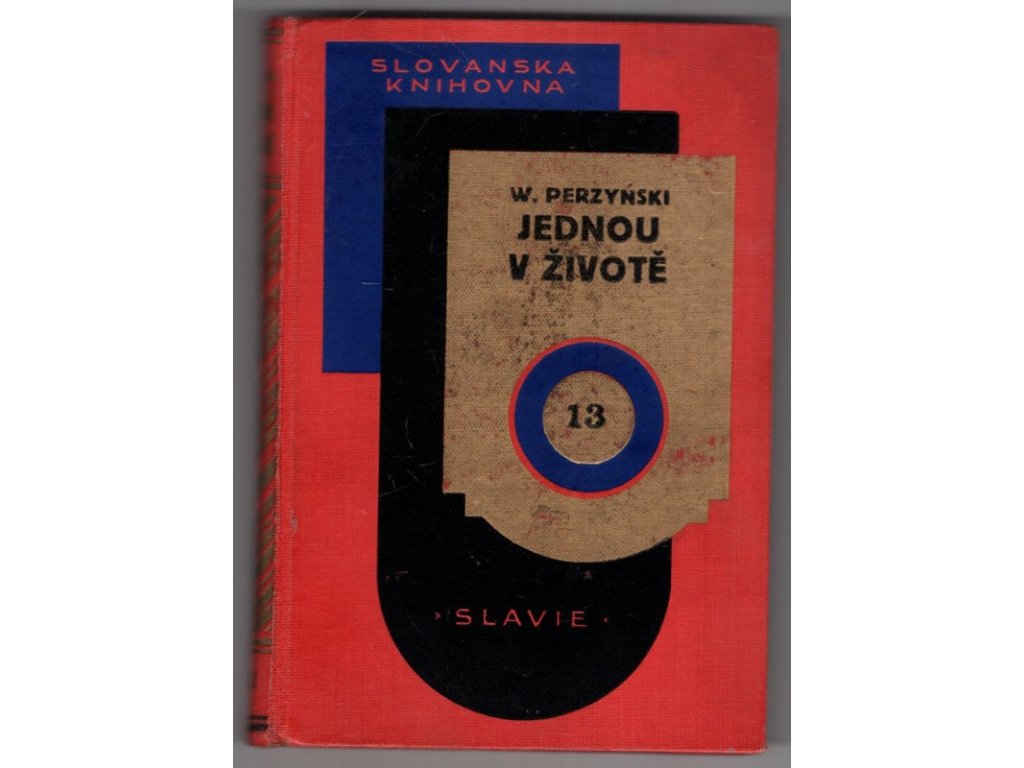 SLOVANSKA
KNIHOVNA
W. PERZYŃSKI
JEDNOU
V ŽIVOTĚ
13
› SLAVIE ‹